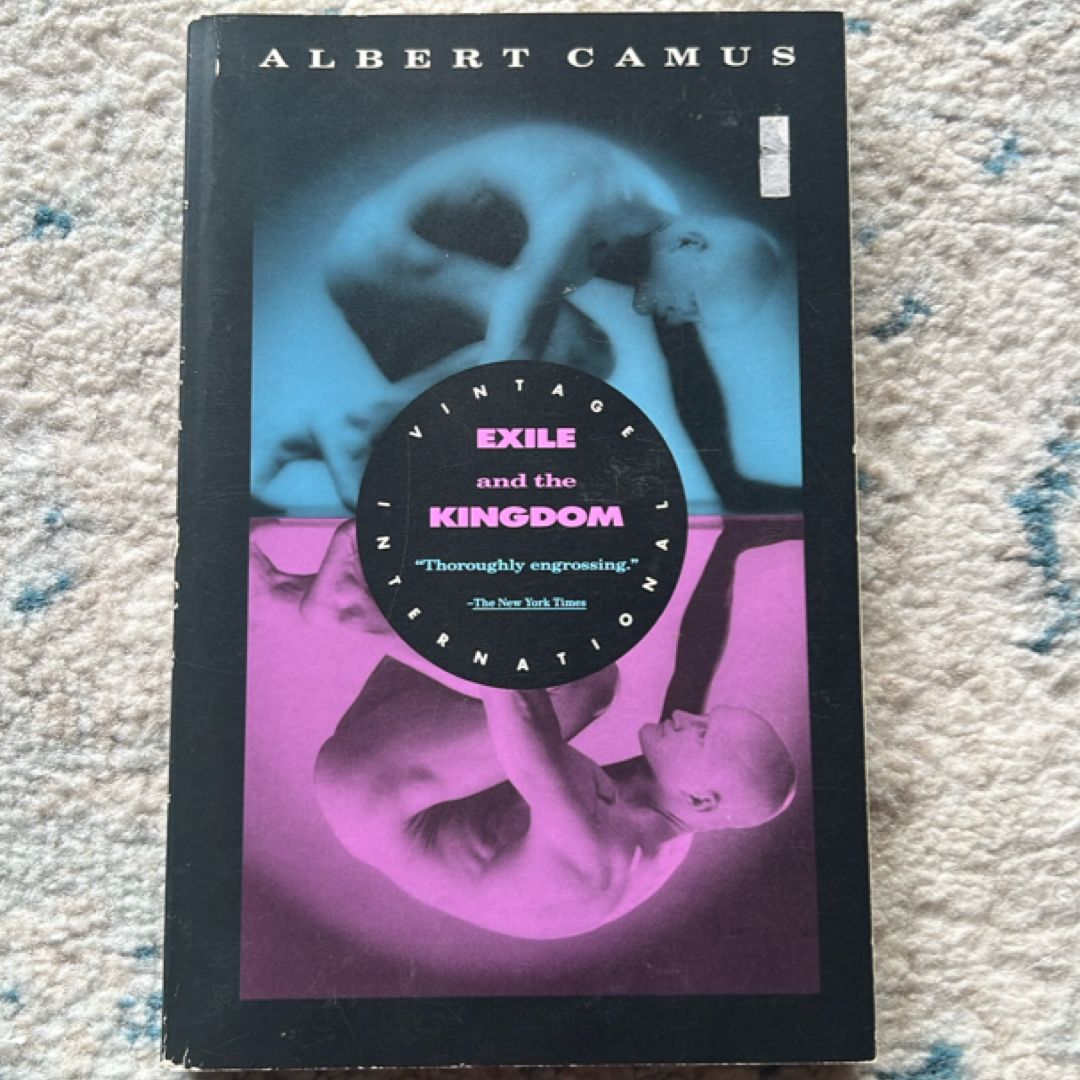 ALBERT CAMUS
VINTAGE
EXILE
and the
KINGDOM
“Thoroughly engrossing.”
–The New York Times
INTERNATIONAL